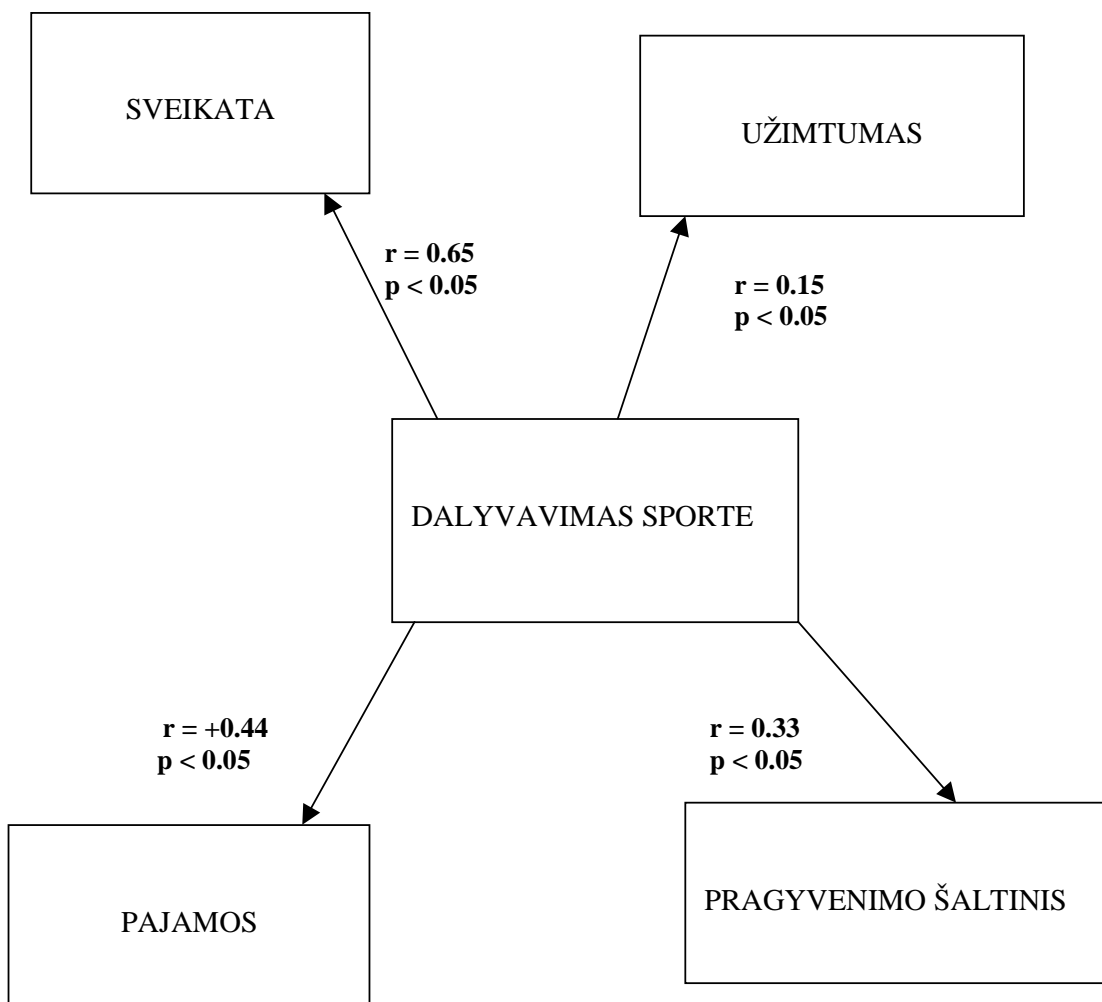 SVEIKATA
UŽIMTUMAS
r = 0.65
p < 0.05
r = 0.15
p < 0.05
DALYVAVIMAS SPORTE
r = +0.44
p < 0.05
r = 0.33
p < 0.05
PRAGYVENIMO ŠALTINIS
PAJAMOS